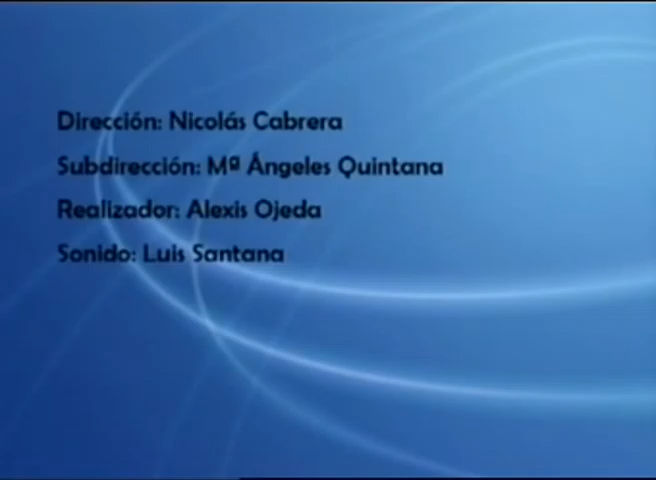 Dirección: Nicolás Cabrera
Subdirección: Mª Ángeles Quintana
Realizador: Alexis Ojeda
Sonido: Luis Santana